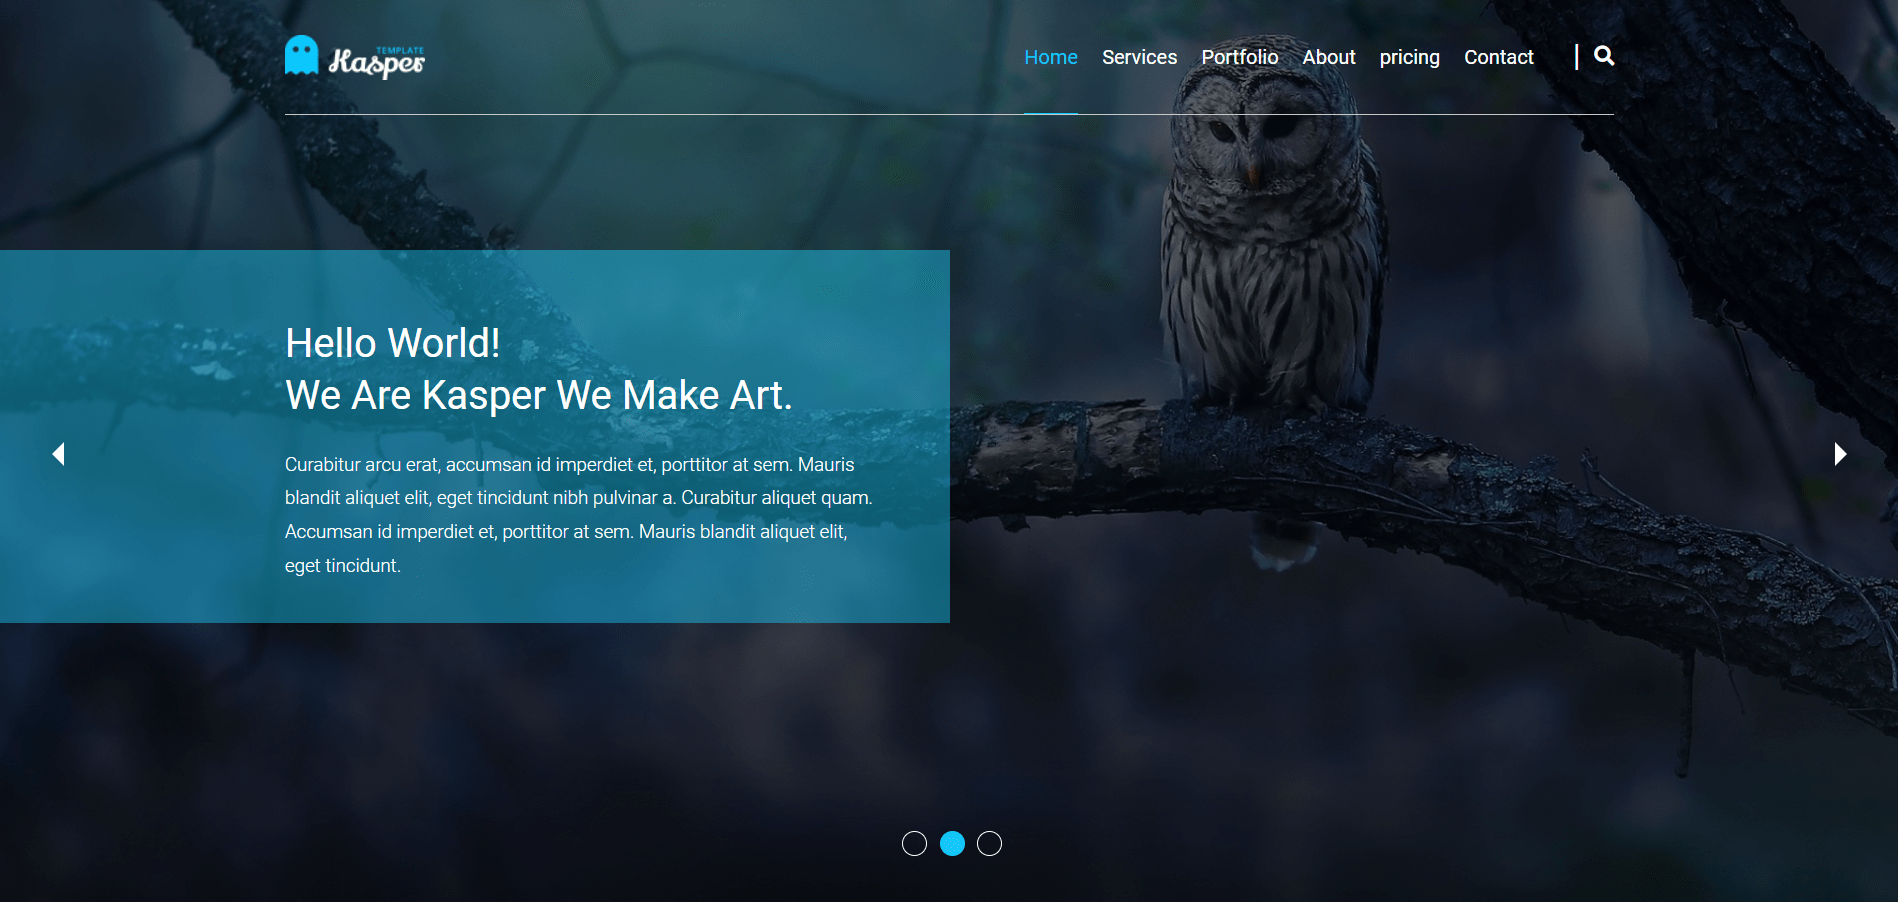 TEMPLATE
Kasper
Home Services Portfolio About pricing Contact
Hello World!
We Are Kasper We Make Art.
Curabitur arcu erat, accumsan id imperdiet et, porttitor at sem. Mauris
blandit aliquet elit, eget tincidunt nibh pulvinar a. Curabitur aliquet quam.
Accumsan id imperdiet et, porttitor at sem. Mauris blandit aliquet elit,
eget tincidunt.